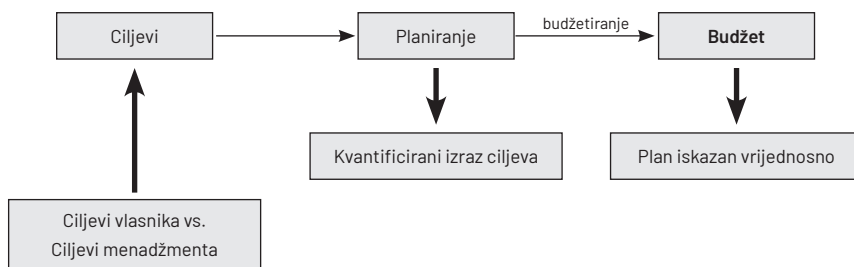 Ciljevi
Planiranje
budžetiranje
Budžet
Kvantificirani izraz ciljeva
Plan iskazan vrijednosno
Ciljevi vlasnika vs.
Ciljevi menadžmenta